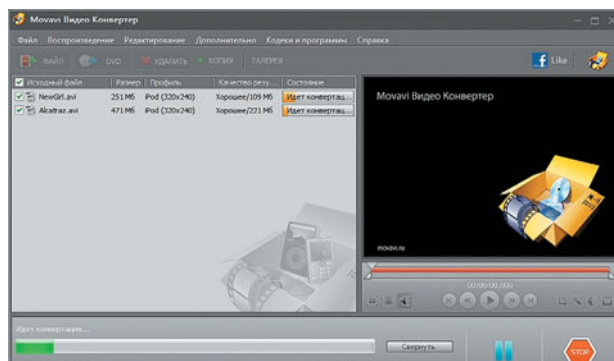 Movavi Видео Конвертер
Файл Воспроизведение Редактирование Дополнительно Кодеки и программы Справка
ФАЙЛ DVD УДАЛИТЬ КОПИЯ ГАЛЕРЕЯ Like
Исходный файл Размер Профиль Качество резу... Состояние
NewGirl.avi 251 Мб iPod (320x240) Хорошее/109 Мб Идет конвертац...
Alcatraz.avi 471 Мб iPod (320x240) Хорошее/221 Мб Идет конвертац...
Movavi Видео Конвертер
movavi.ru
00:00:00.000
Идет конвертация...
Свернуть
STOP